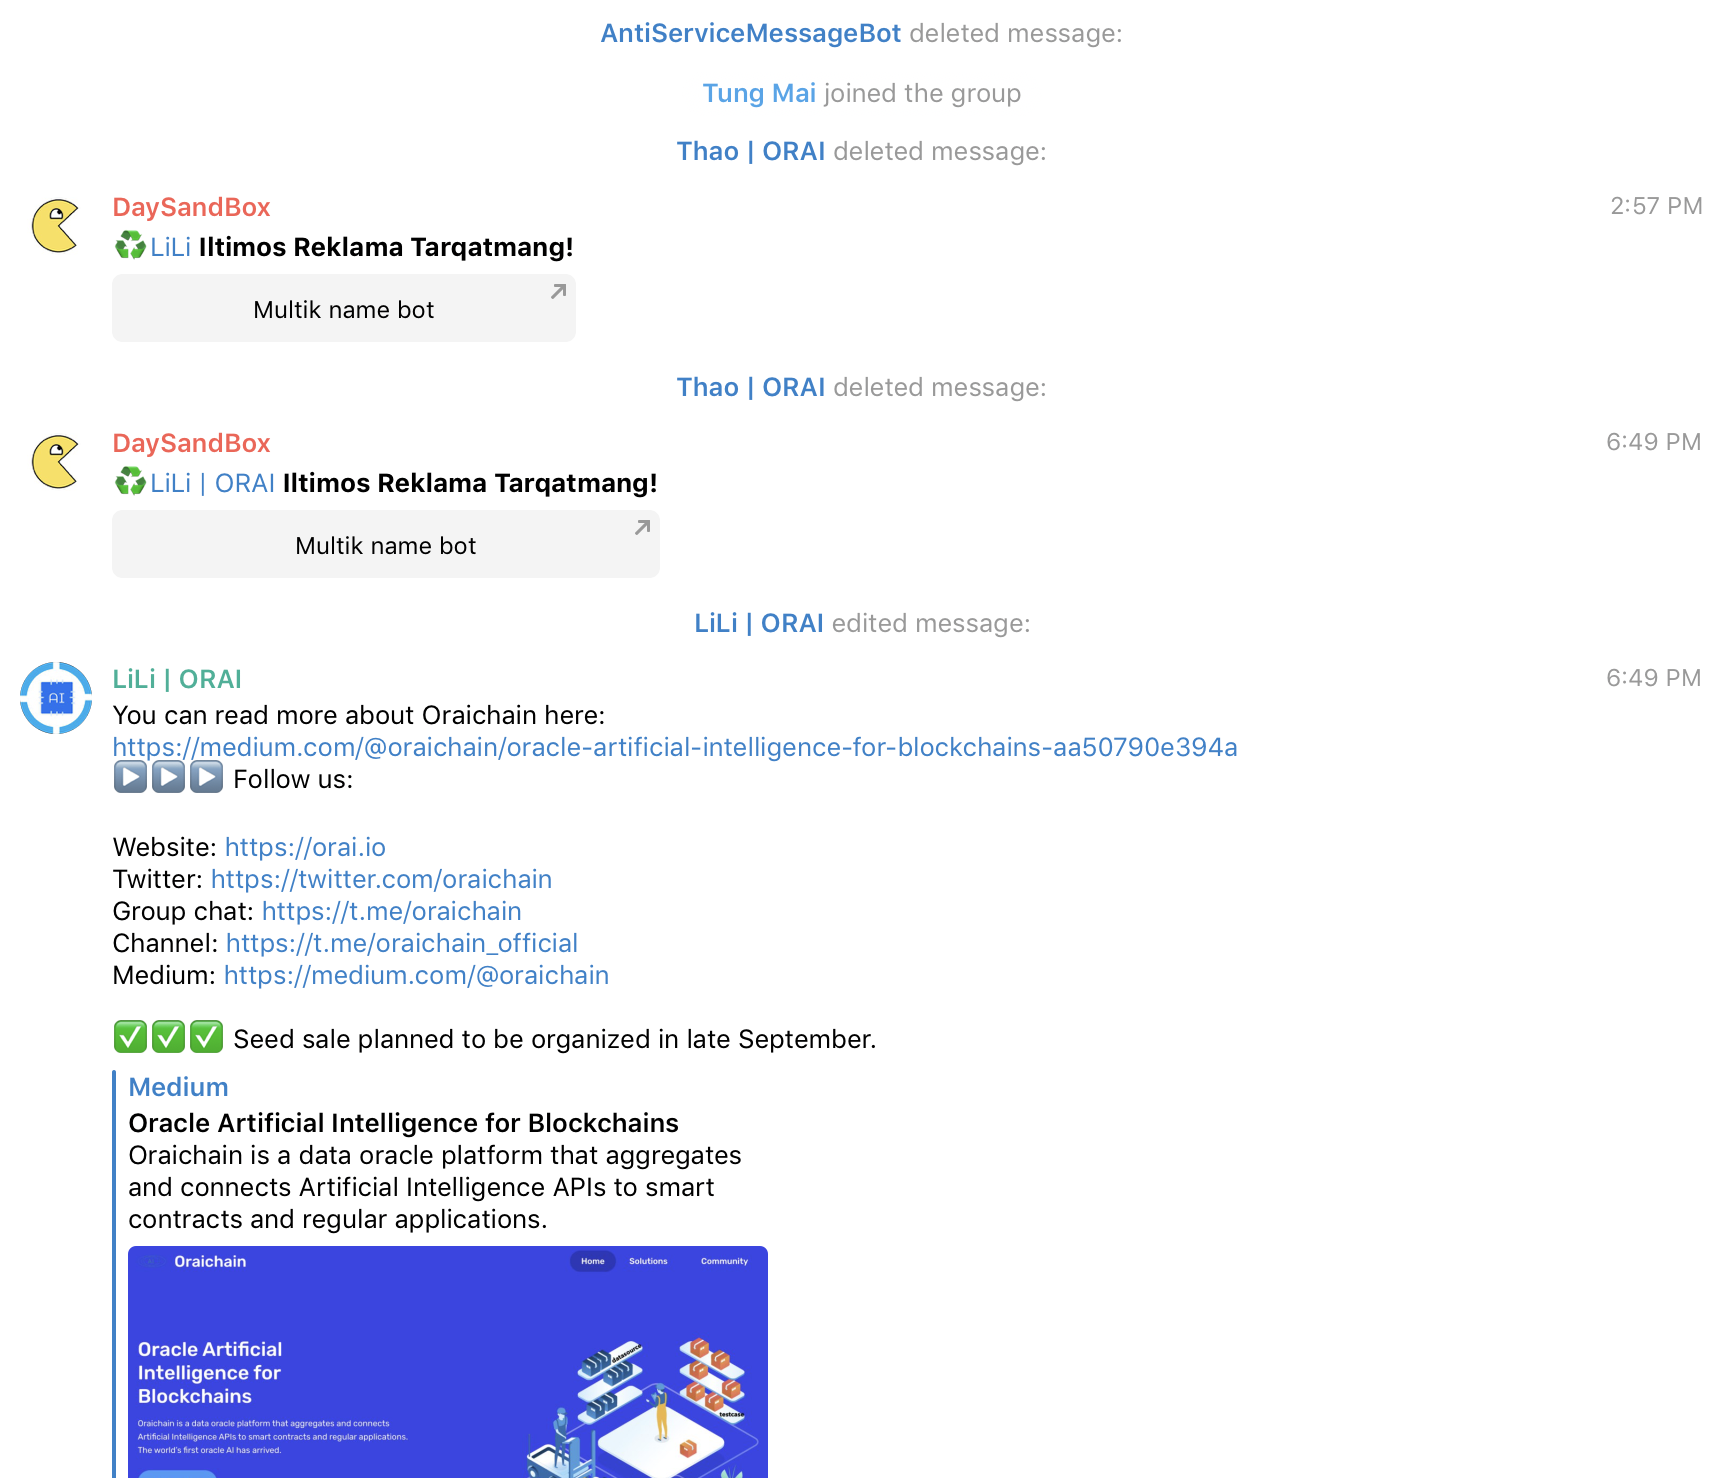 AntiServiceMessageBot deleted message:
Tung Mai joined the group
Thao | ORAI deleted message:
DaySandBox
2:57 PM
♻️LiLi Iltimos Reklama Tarqatmang!
Multik name bot
Thao | ORAI deleted message:
DaySandBox
6:49 PM
♻️LiLi | ORAI Iltimos Reklama Tarqatmang!
Multik name bot
LiLi | ORAI edited message:
AI
LiLi | ORAI
6:49 PM
You can read more about Oraichain here:
https://medium.com/@oraichain/oracle-artificial-intelligence-for-blockchains-aa50790e394a
▶️▶️▶️ Follow us:
Website: https://orai.io
Twitter: https://twitter.com/oraichain
Group chat: https://t.me/oraichain
Channel: https://t.me/oraichain_official
Medium: https://medium.com/@oraichain
✅✅✅ Seed sale planned to be organized in late September.
Medium
Oracle Artificial Intelligence for Blockchains
Oraichain is a data oracle platform that aggregates
and connects Artificial Intelligence APIs to smart
contracts and regular applications.
Oraichain
Home Solutions Community
Oracle Artificial
Intelligence for
Blockchains
Oraichain is a data oracle platform that aggregates and connects
Artificial Intelligence APIs to smart contracts and regular applications.
The world's first oracle AI has arrived.
datasource
testcase